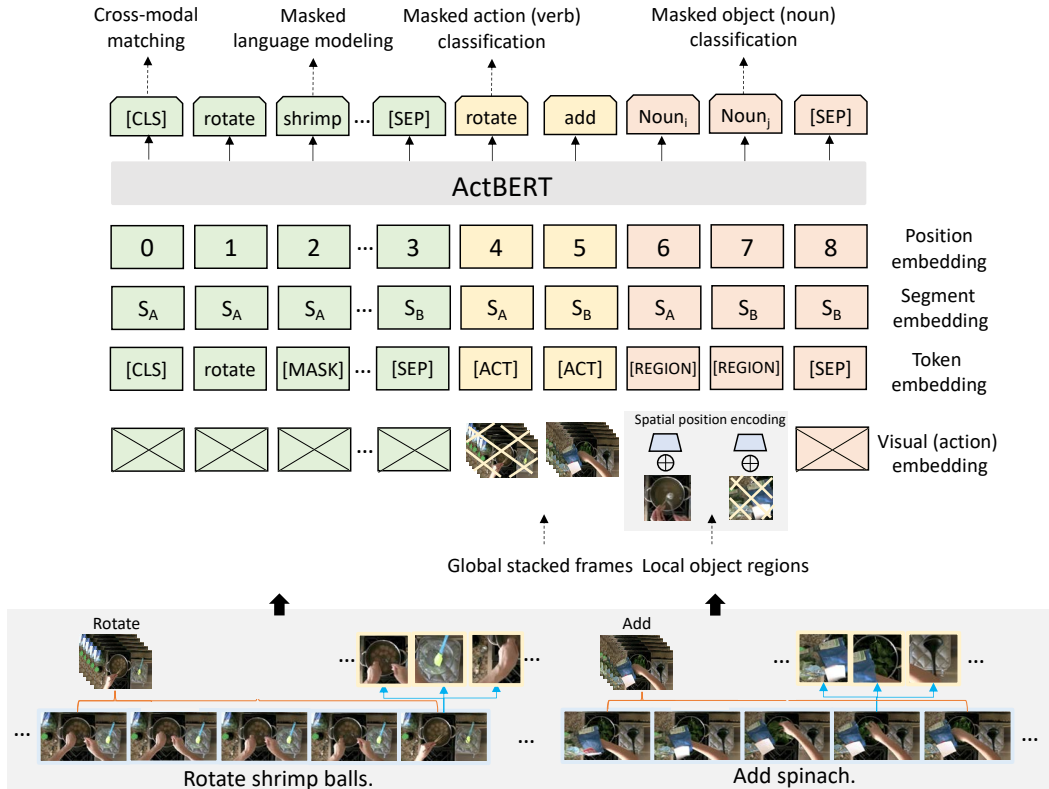 Cross-modal matching
Masked language modeling
Masked action (verb) classification
Masked object (noun) classification
[CLS] rotate shrimp ... [SEP] rotate add Noun_i Noun_j [SEP]
ActBERT
0 1 2 ... 3 4 5 6 7 8 Position embedding
S_A S_A S_A ... S_B S_A S_B S_A S_B S_B Segment embedding
[CLS] rotate [MASK] ... [SEP] [ACT] [ACT] [REGION] [REGION] [SEP] Token embedding
Spatial position encoding
... Visual (action) embedding
Global stacked frames Local object regions
Rotate
Add
... ... ... ...
... ... ...
Rotate shrimp balls.
Add spinach.